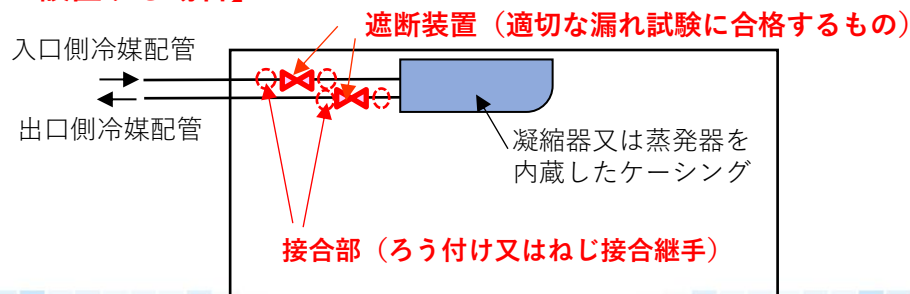 遮断装置（適切な漏れ試験に合格するもの）
入口側冷媒配管
出口側冷媒配管
凝縮器又は蒸発器を
内蔵したケーシング
接合部（ろう付け又はねじ接合継手）